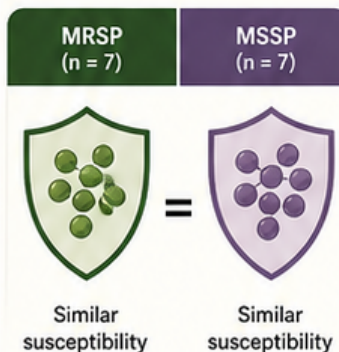 MRSP
(n = 7)
MSSP
(n = 7)
=
Similar
susceptibility
Similar
susceptibility